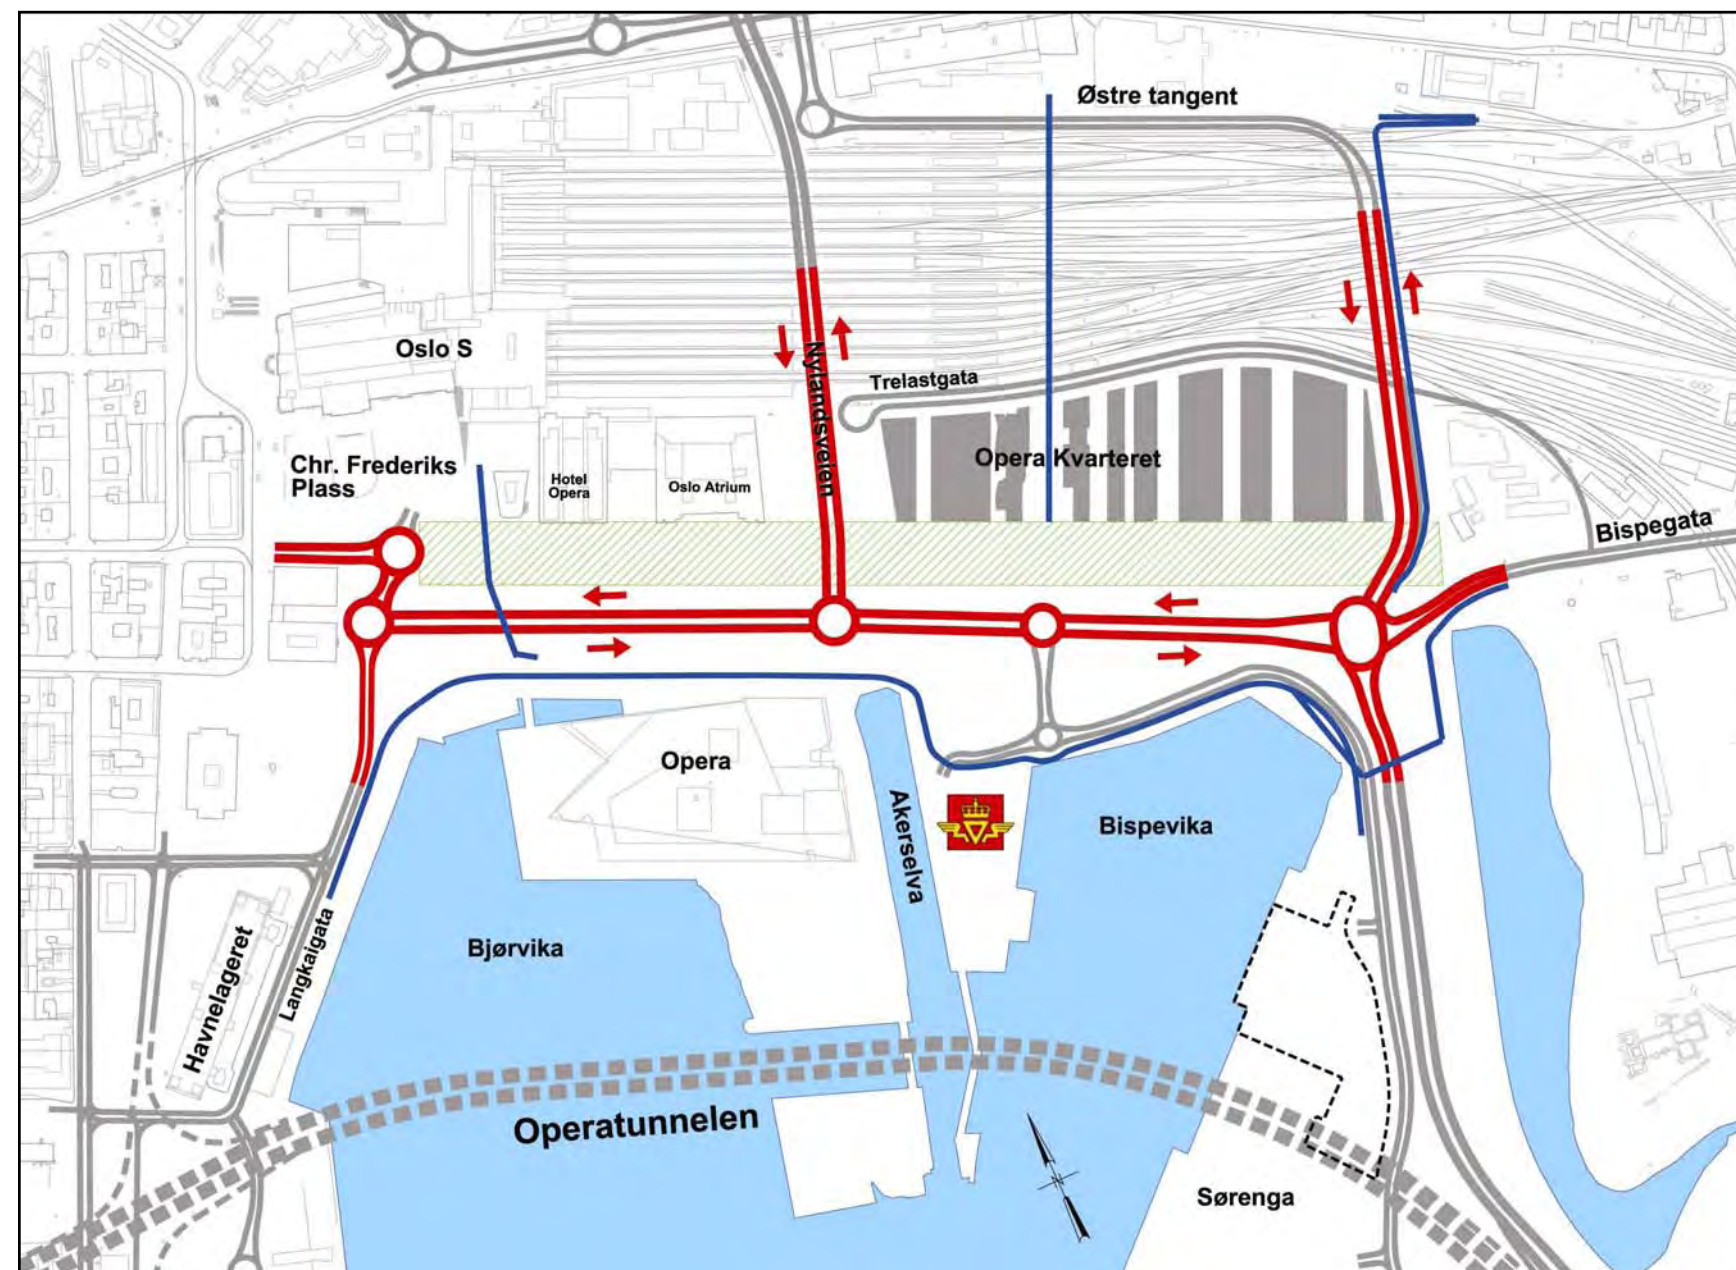 Østre tangent
Oslo S
Nylandsveien
Trelastgata
Chr. Frederiks
Plass
Hotel
Opera
Oslo Atrium
Opera Kvarteret
Bispegata
Opera
Akerselva
Bispevika
Bjørvika
Havnelageret
Langkaigata
Operatunnelen
N
Sørenga